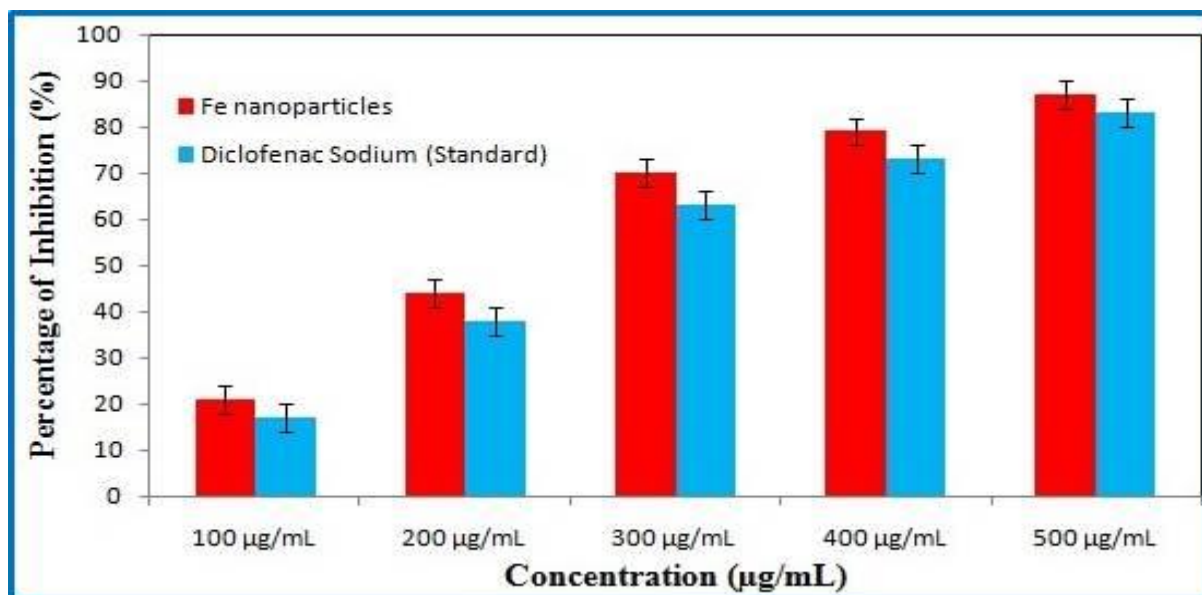 Percentage of Inhibition (%)
100
90
80
70
60
50
40
30
20
10
0
Fe nanoparticles
Diclofenac Sodium (Standard)
100 µg/mL 200 µg/mL 300 µg/mL 400 µg/mL 500 µg/mL
Concentration (µg/mL)